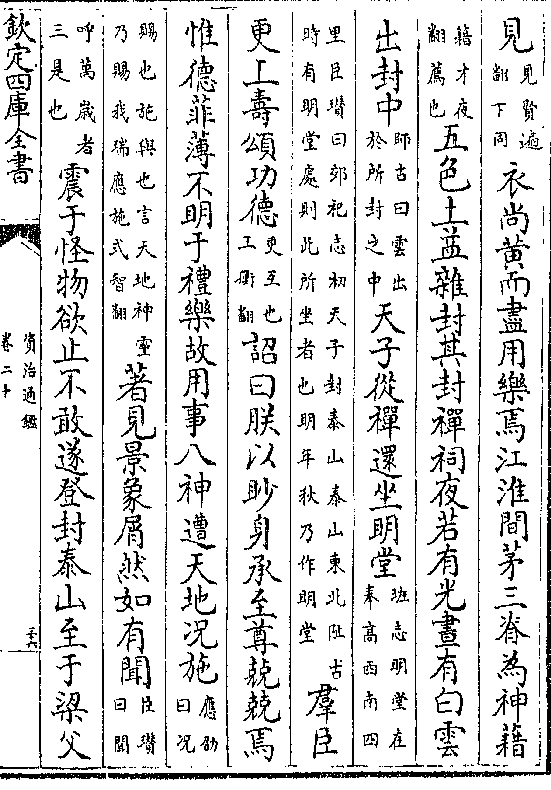 見見賢遍翻下同衣尚黃而盡用樂焉江淮間茅三脊為神藉
藉才夜翻薦也五色土益雜封其封禪祠夜若有光晝有白雲
出封中師古曰雲出於所封之中天子從禪還坐明堂班志明堂在奉高西南四
里臣瓚曰郊祀志初天子封泰山泰山東北阯古時有明堂處則此所坐者也明年秋乃作明堂羣臣
更上壽頌功德更互也工衡翻詔曰朕以眇身承至尊兢兢焉
惟德菲薄不明于禮樂故用事八神遭天地况施應劭曰况
賜也施與也言天地神靈乃賜我瑞應施式智翻著見景象屑然如有聞臣瓚曰聞
呼萬歲者三是也震于怪物欲止不敢遂登封泰山至于梁父
欽定四庫全書
資治通鑑
卷二十